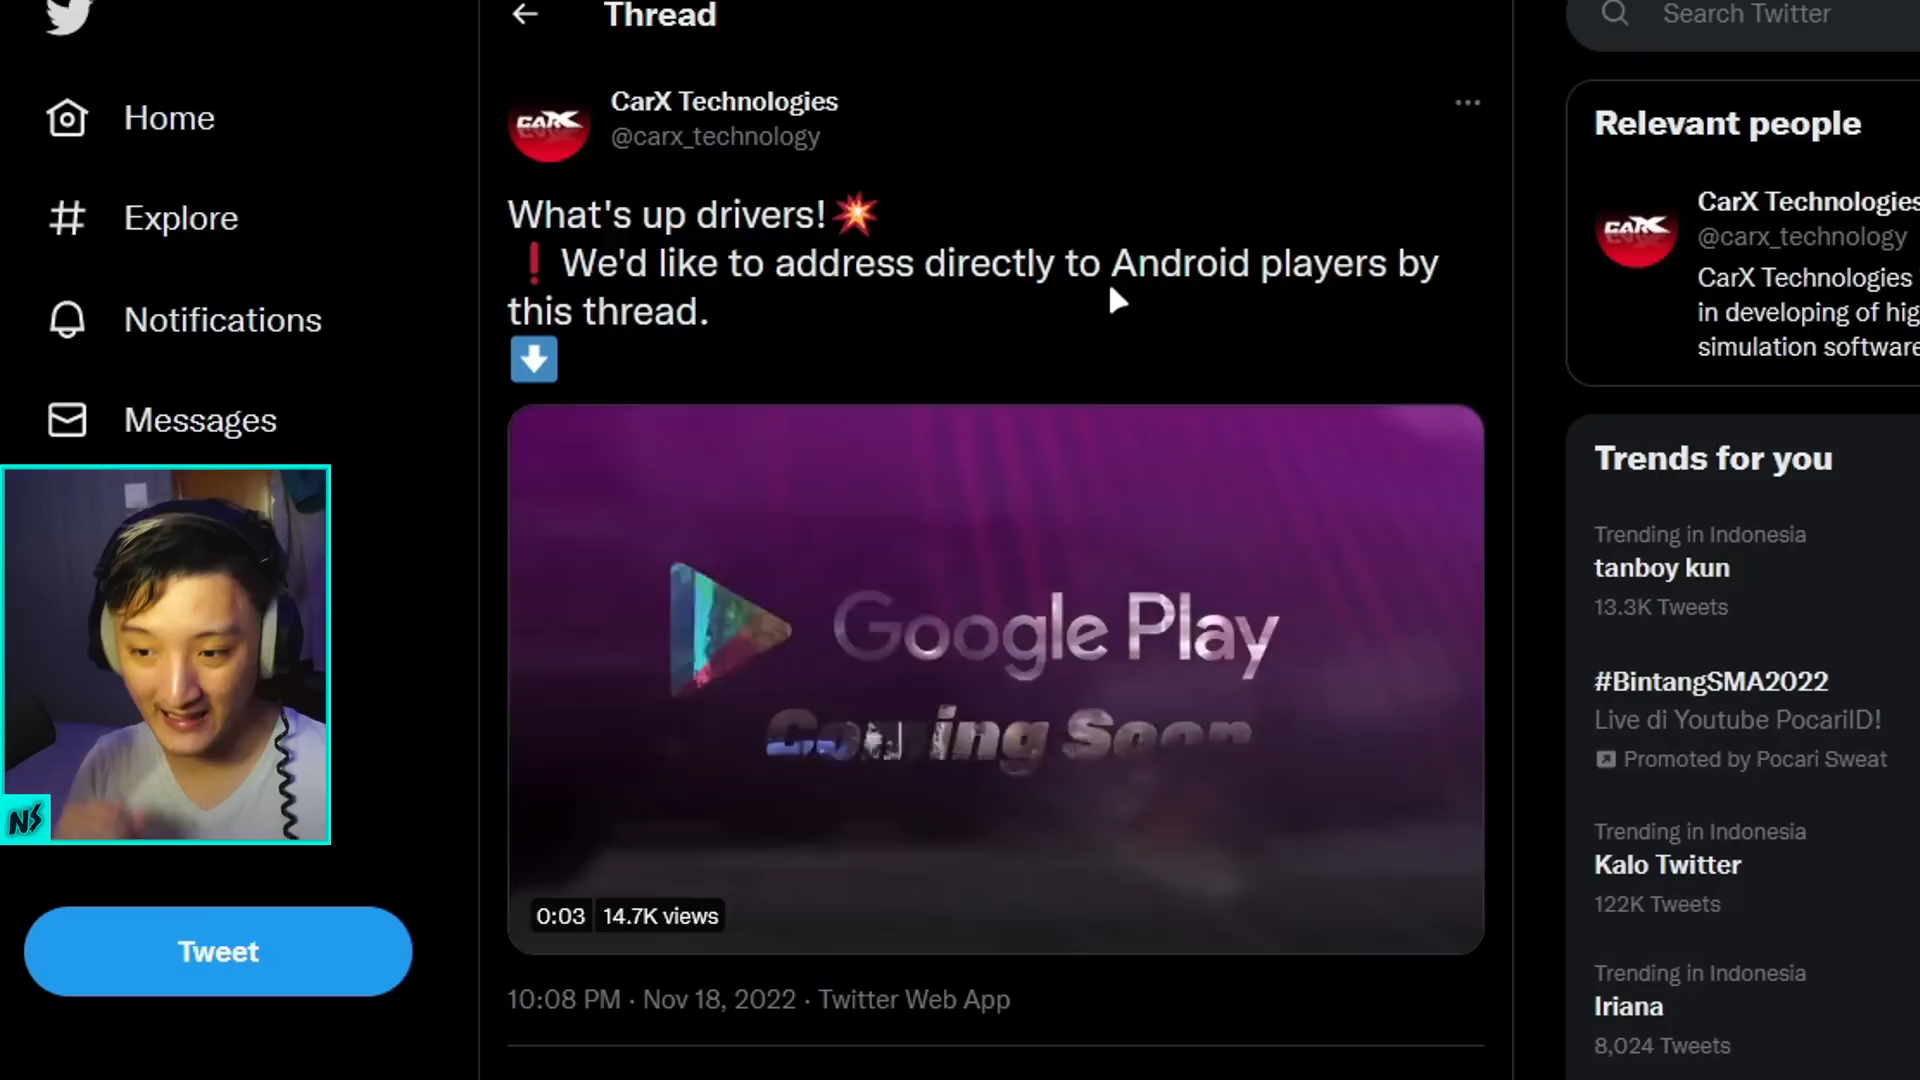 Thread
Search Twitter
Home
Explore
Notifications
Messages
Tweet
CARX
CarX Technologies
@carx_technology
What's up drivers!💥
❗We'd like to address directly to Android players by
this thread.
⬇️
Google Play
Coming Soon
0:03
14.7K views
10:08 PM · Nov 18, 2022 · Twitter Web App
NS
Relevant people
CARX
CarX Technologies
@carx_technology
CarX Technologies
in developing of hig
simulation software
Trends for you
Trending in Indonesia
tanboy kun
13.3K Tweets
#BintangSMA2022
Live di Youtube PocariID!
Promoted by Pocari Sweat
Trending in Indonesia
Kalo Twitter
122K Tweets
Trending in Indonesia
Iriana
8,024 Tweets